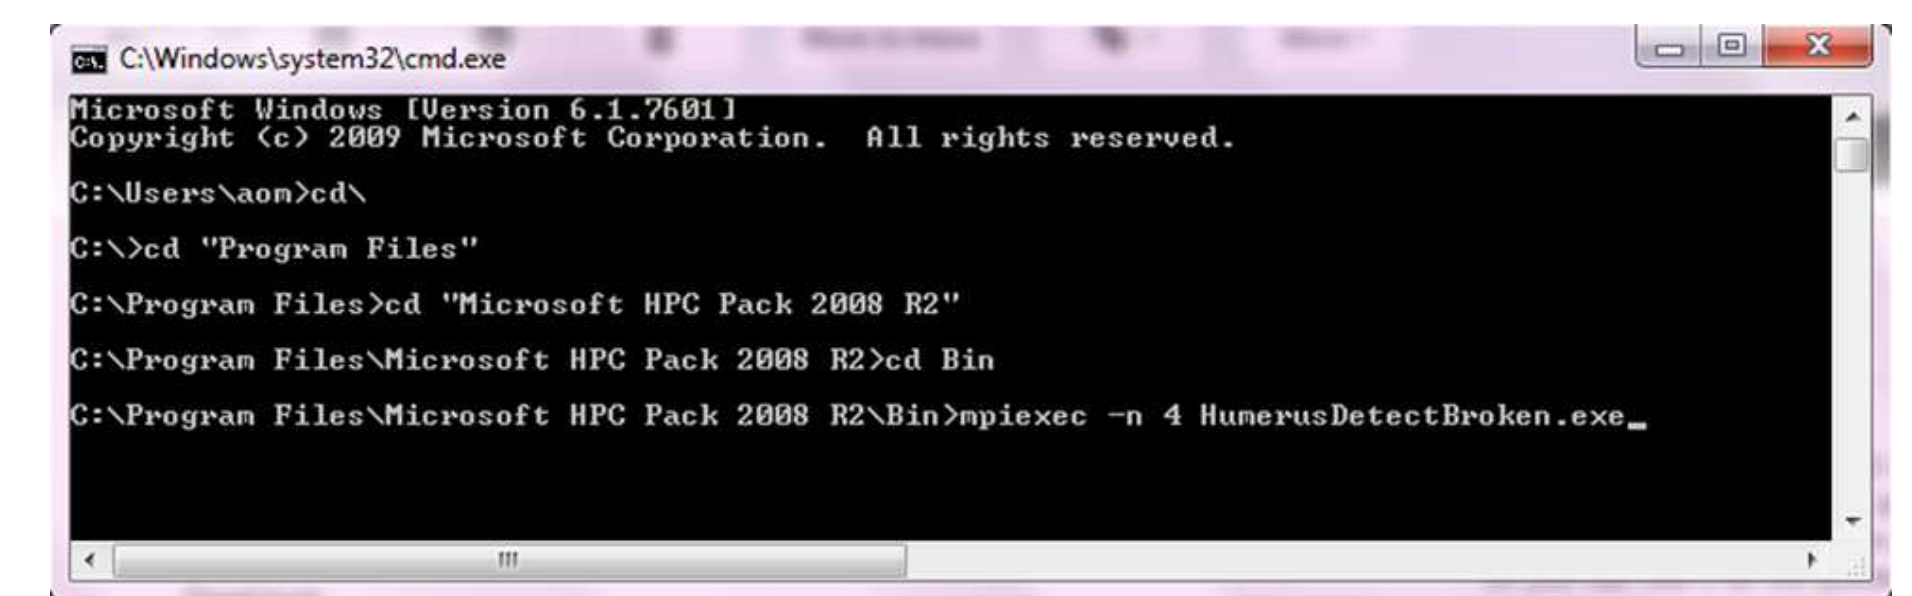 C:\Windows\system32\cmd.exe
Microsoft Windows [Version 6.1.7601]
Copyright (c) 2009 Microsoft Corporation.  All rights reserved.
C:\Users\aom>cd\
C:\>cd "Program Files"
C:\Program Files>cd "Microsoft HPC Pack 2008 R2"
C:\Program Files\Microsoft HPC Pack 2008 R2>cd Bin
C:\Program Files\Microsoft HPC Pack 2008 R2\Bin>mpiexec -n 4 HumerusDetectBroken.exe_